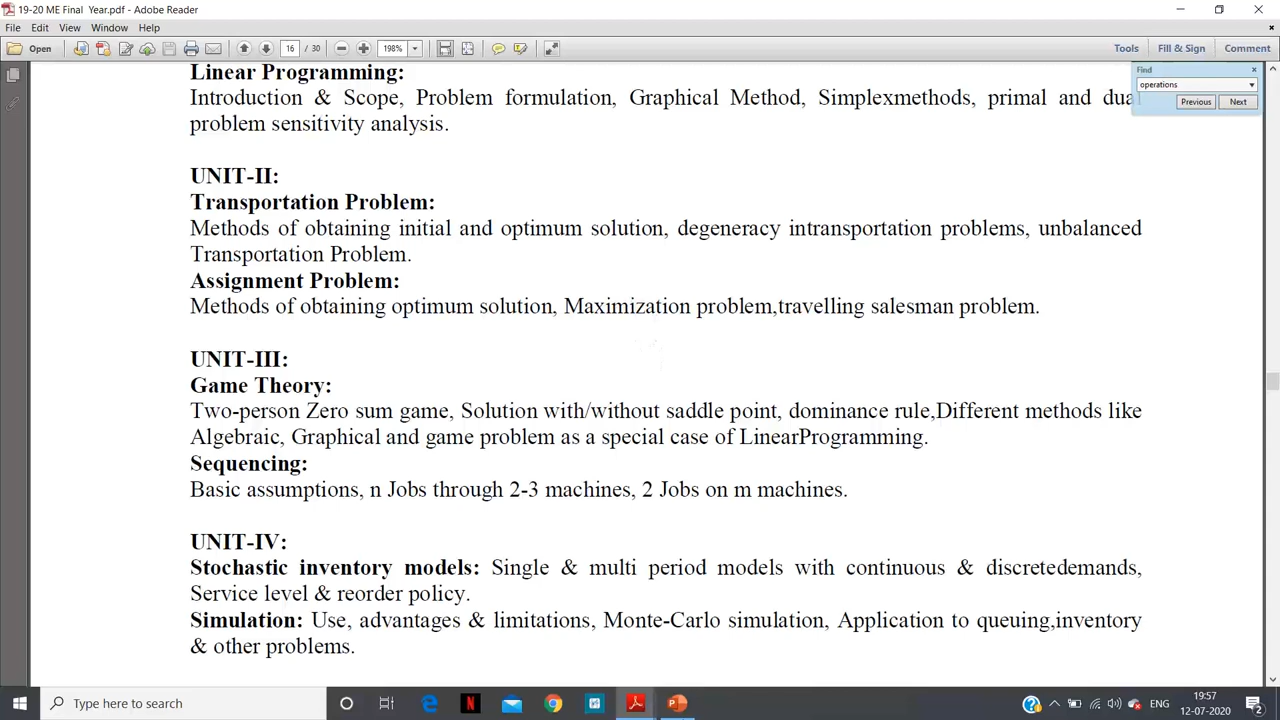 19-20 ME Final Year.pdf - Adobe Reader
File Edit View Window Help
Open 16 / 30 198% Tools Fill & Sign Comment
Find
operations
Previous Next
Linear Programming:
Introduction & Scope, Problem formulation, Graphical Method, Simplexmethods, primal and dual
problem sensitivity analysis.
UNIT-II:
Transportation Problem:
Methods of obtaining initial and optimum solution, degeneracy intransportation problems, unbalanced
Transportation Problem.
Assignment Problem:
Methods of obtaining optimum solution, Maximization problem,travelling salesman problem.
UNIT-III:
Game Theory:
Two-person Zero sum game, Solution with/without saddle point, dominance rule,Different methods like
Algebraic, Graphical and game problem as a special case of LinearProgramming.
Sequencing:
Basic assumptions, n Jobs through 2-3 machines, 2 Jobs on m machines.
UNIT-IV:
Stochastic inventory models: Single & multi period models with continuous & discretedemands,
Service level & reorder policy.
Simulation: Use, advantages & limitations, Monte-Carlo simulation, Application to queuing,inventory
& other problems.
Type here to search
ENG
19:57
12-07-2020
2